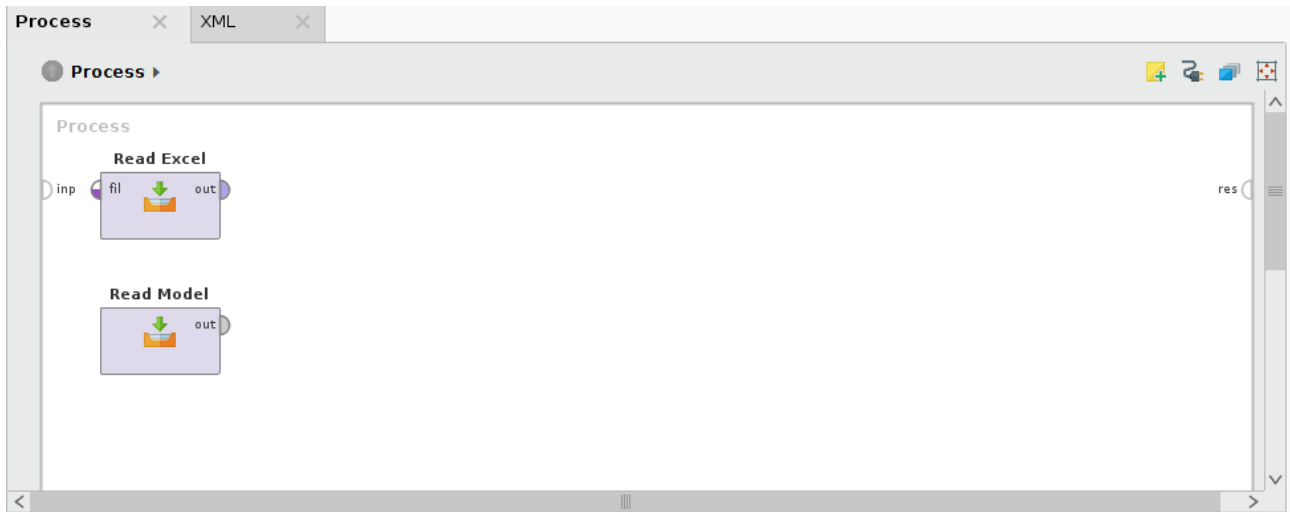 Process XML
Process
Process
Read Excel
inp fil out res
Read Model
out